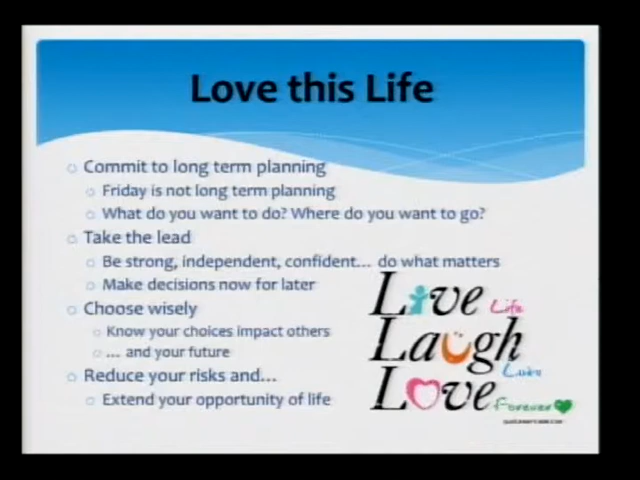 Love this Life
Commit to long term planning
Friday is not long term planning
What do you want to do? Where do you want to go?
Take the lead
Be strong, independent, confident... do what matters
Make decisions now for later
Choose wisely
Know your choices impact others
... and your future
Reduce your risks and...
Extend your opportunity of life
Live Life
Laugh
Love
Forever